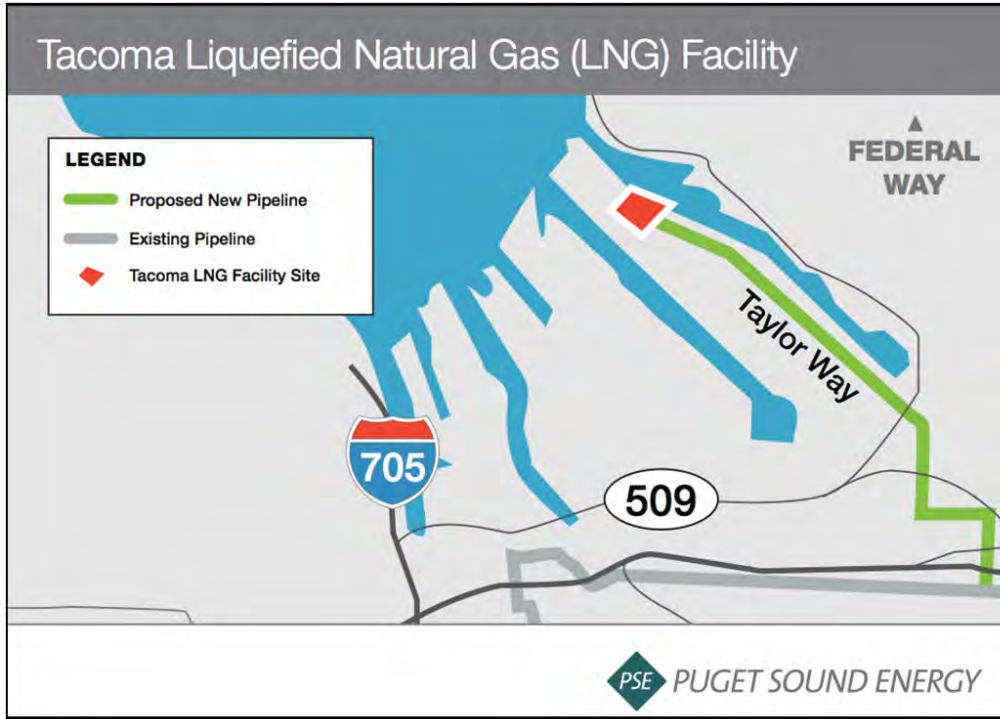 Tacoma Liquefied Natural Gas (LNG) Facility
LEGEND
Proposed New Pipeline
Existing Pipeline
Tacoma LNG Facility Site
FEDERAL
WAY
Taylor Way
705
509
PSE PUGET SOUND ENERGY